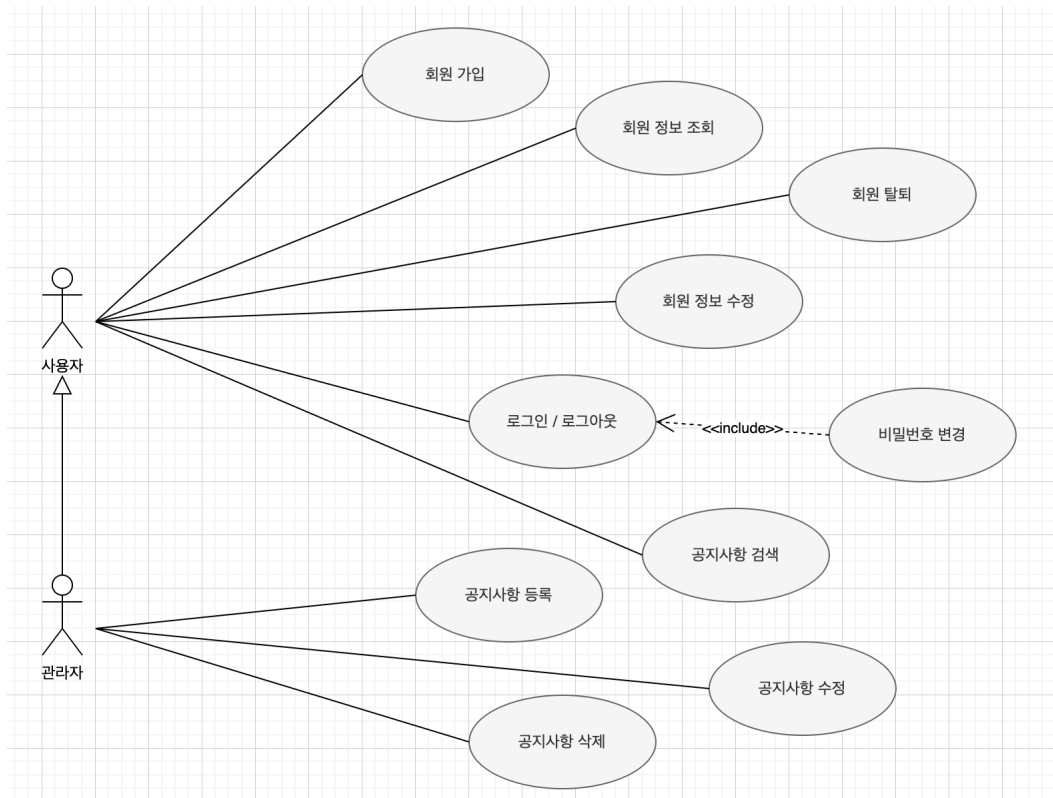 회원 가입
회원 정보 조회
회원 탈퇴
회원 정보 수정
사용자
로그인 / 로그아웃
<<include>>
비밀번호 변경
공지사항 검색
공지사항 등록
관라자
공지사항 수정
공지사항 삭제